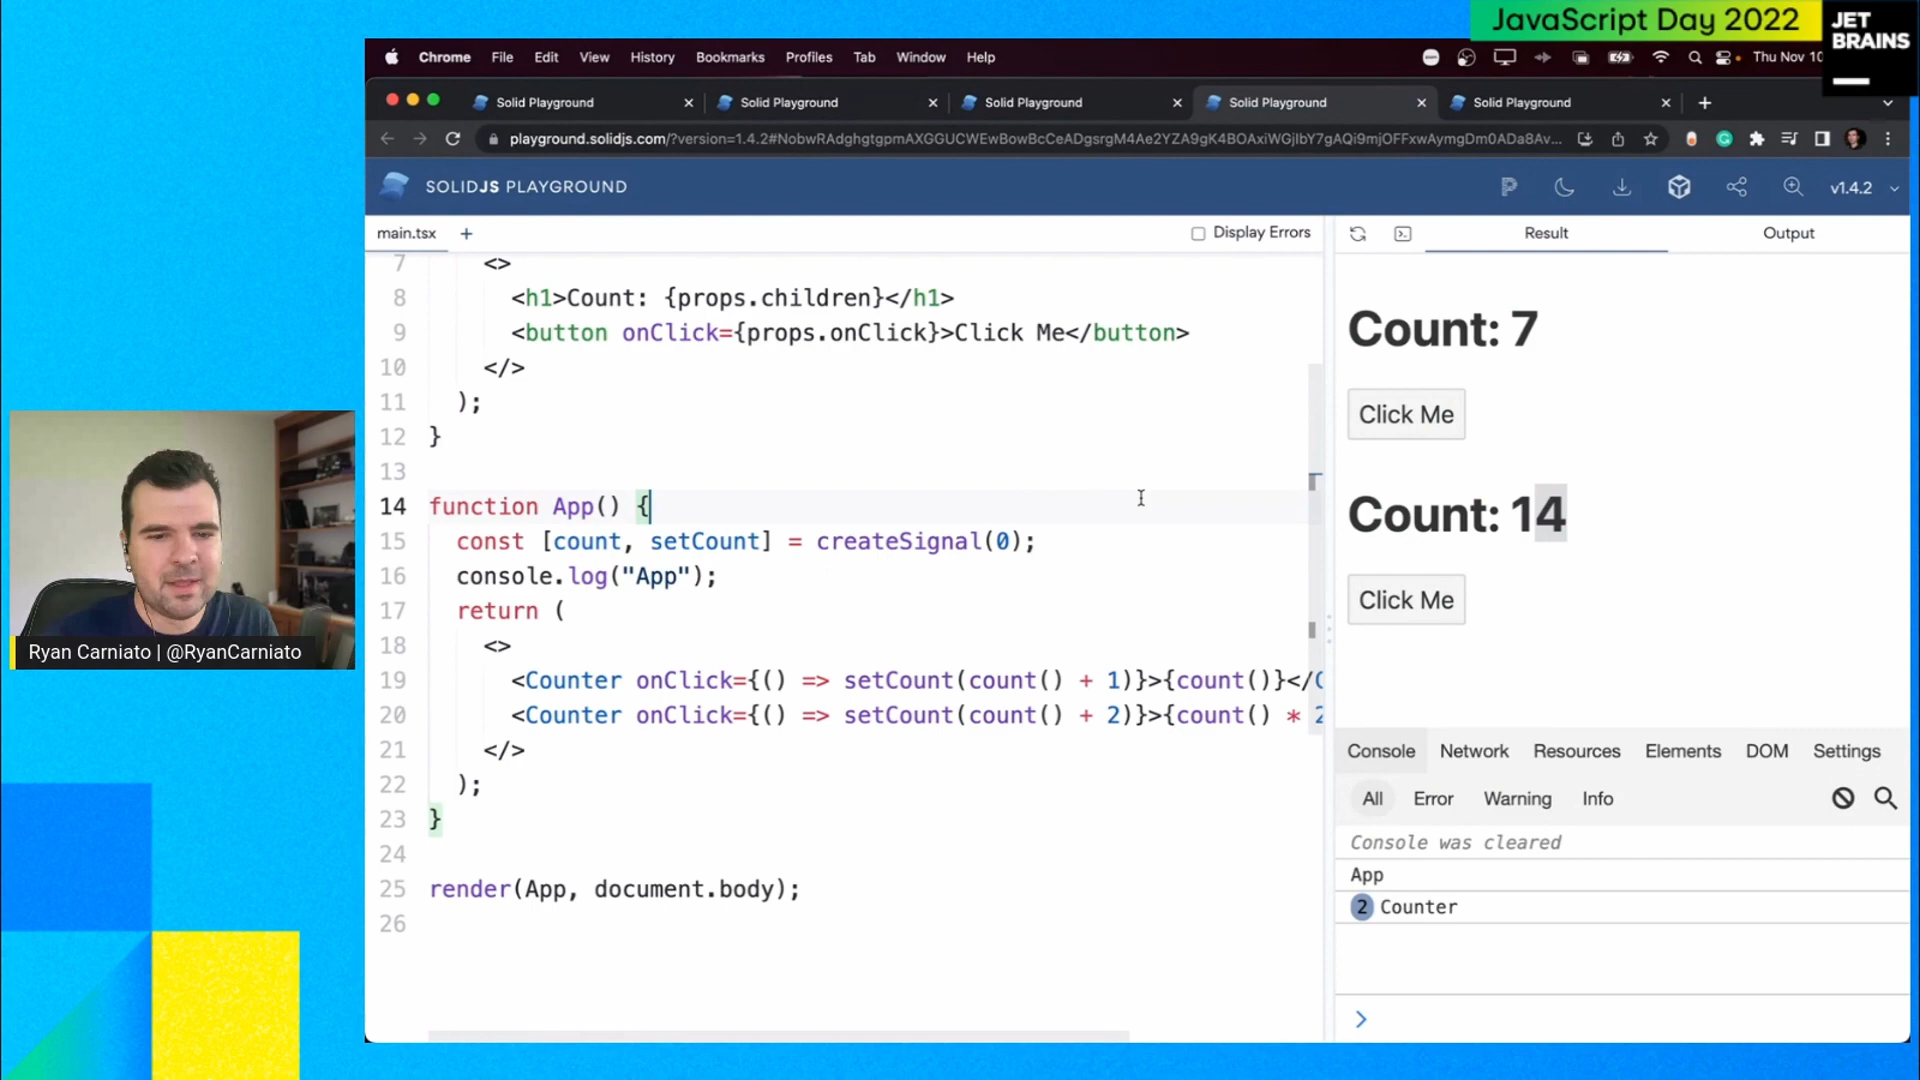 JavaScript Day 2022
JET
BRAINS
Chrome File Edit View History Bookmarks Profiles Tab Window Help
Thu Nov 10
Solid Playground
Solid Playground
Solid Playground
Solid Playground
Solid Playground
playground.solidjs.com/?version=1.4.2#NobwRAdghgtgpmAXGGUCWEwBowBcCeADgsrgM4Ae2YZA9gK4BOAxiWGjIbY7gAQi9mjOFFxwAymgDm0ADa8Av...
SOLIDJS PLAYGROUND
v1.4.2
main.tsx +
Display Errors
Result
Output
7 <>
8 <h1>Count: {props.children}</h1>
9 <button onClick={props.onClick}>Click Me</button>
10 </>
11 );
12 }
13
14 function App() {
15 const [count, setCount] = createSignal(0);
16 console.log("App");
17 return (
18 <>
19 <Counter onClick={() => setCount(count() + 1)}>{count()}</C
20 <Counter onClick={() => setCount(count() + 2)}>{count() * 2
21 </>
22 );
23 }
24
25 render(App, document.body);
26
Count: 7
Click Me
Count: 14
Click Me
Console Network Resources Elements DOM Settings
All Error Warning Info
Console was cleared
App
2 Counter
Ryan Carniato | @RyanCarniato